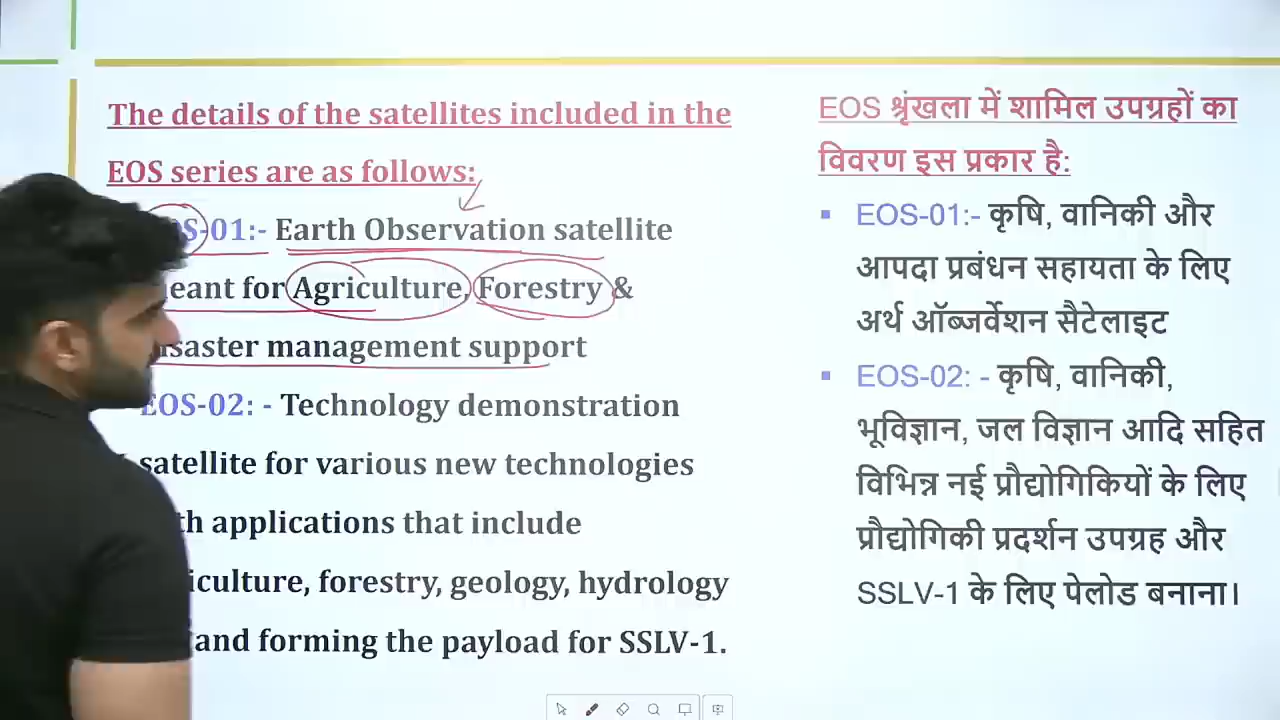 The details of the satellites included in the
EOS series are as follows:
-01:- Earth Observation satellite
for Agriculture, Forestry &
management support
EOS-02: - Technology demonstration
satellite for various new technologies
applications that include
forestry, geology, hydrology
and forming the payload for SSLV-1.
EOS श्रृंखला में शामिल उपग्रहों का
विवरण इस प्रकार है:
▪ EOS-01:- कृषि, वानिकी और
आपदा प्रबंधन सहायता के लिए
अर्थ ऑब्जर्वेशन सैटेलाइट
▪ EOS-02: - कृषि, वानिकी,
भूविज्ञान, जल विज्ञान आदि सहित
विभिन्न नई प्रौद्योगिकियों के लिए
प्रौद्योगिकी प्रदर्शन उपग्रह और
SSLV-1 के लिए पेलोड बनाना।